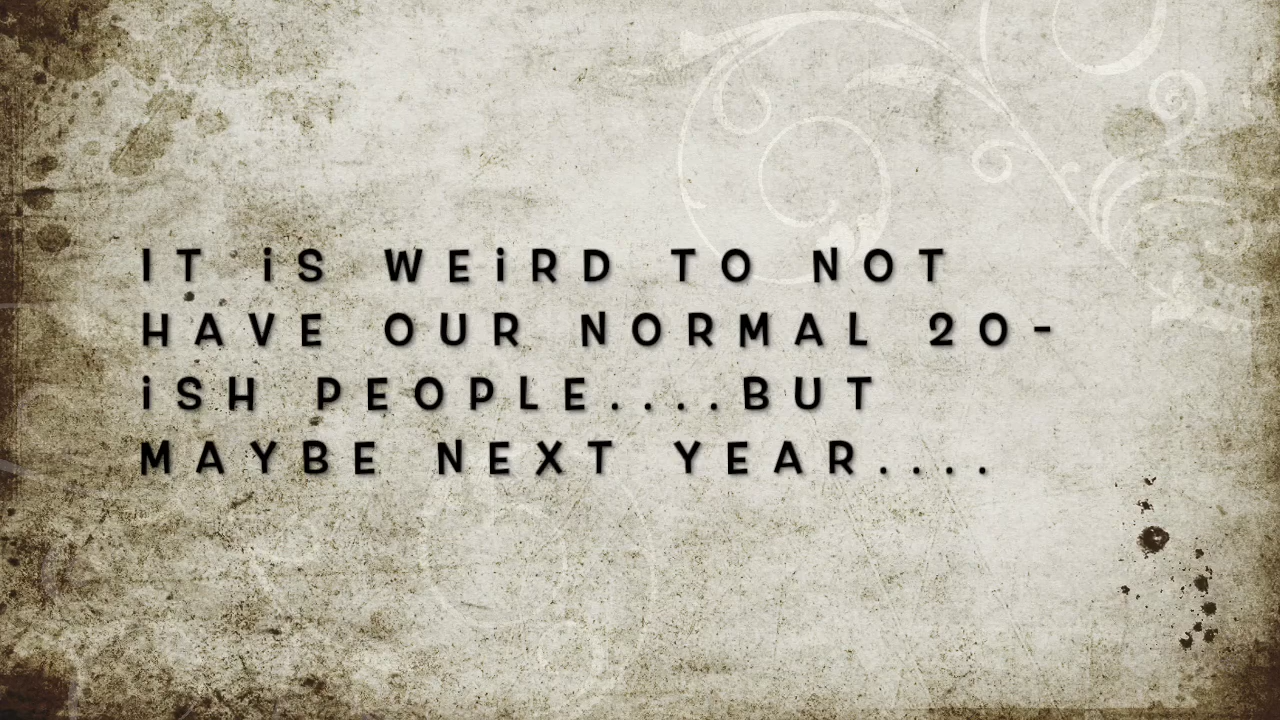 IT iS WEiRD TO NOT
HAVE OUR NORMAL 20-
iSH PEOPLE....BUT
MAYBE NEXT YEAR....